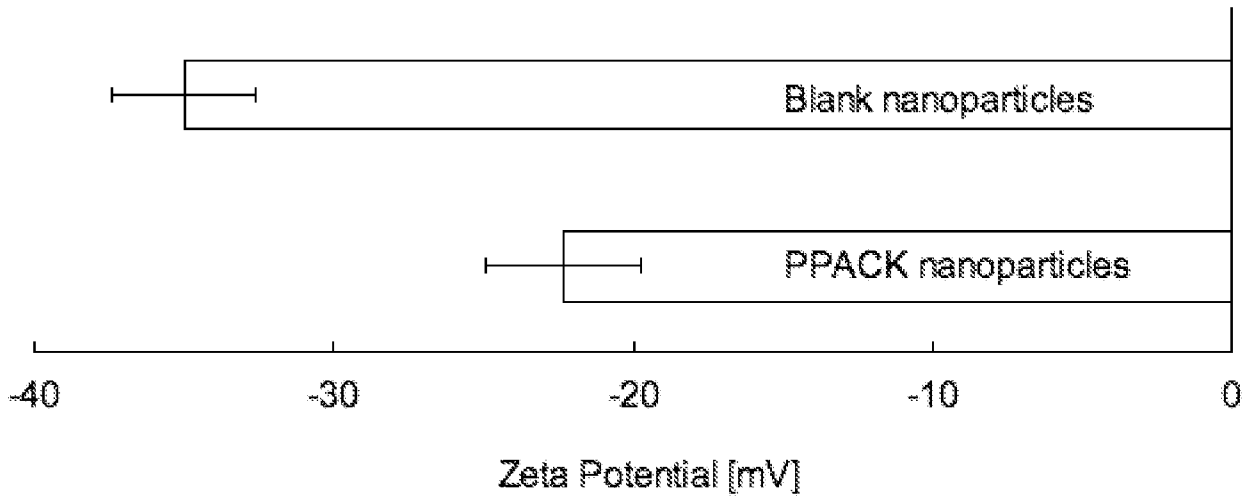 Blank nanoparticles
PPACK nanoparticles
-40 -30 -20 -10 0
Zeta Potential [mV]